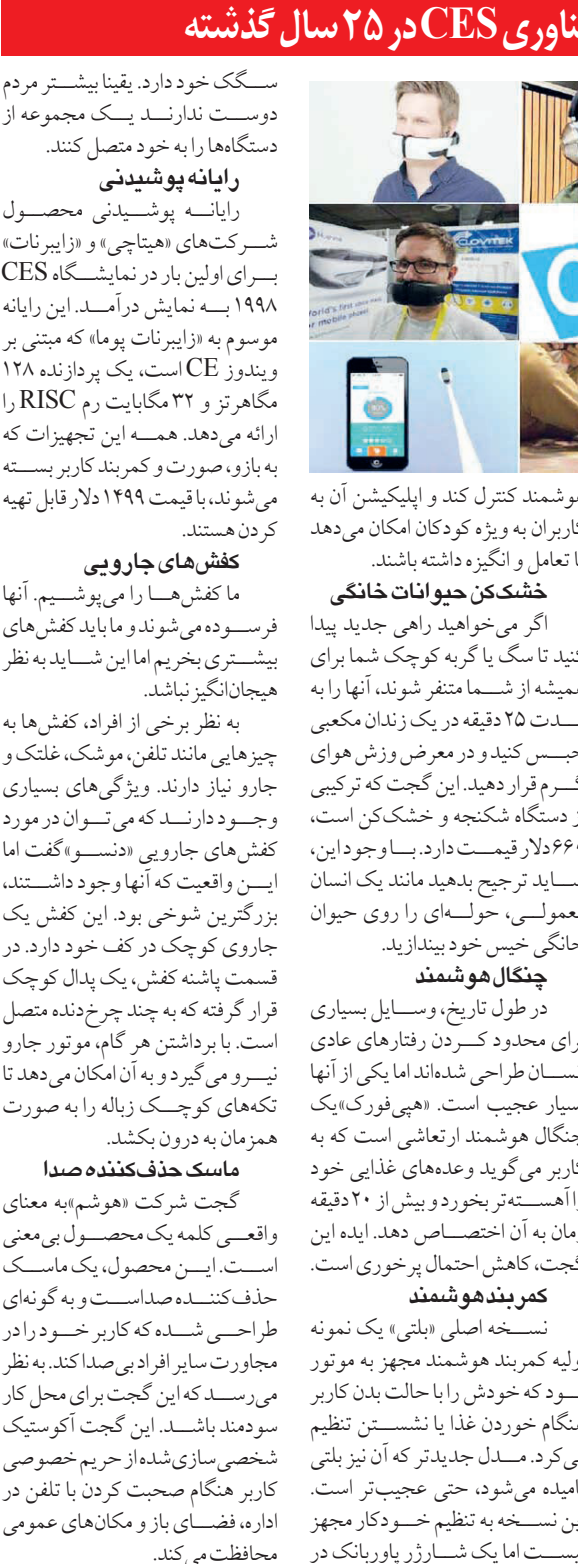 فناوری CES در ۲۵ سال گذشته
CLOVITEK
World's first voice
mobile phones
هوشمند کنترل کند و اپلیکیشن آن به
کاربران به ویژه کودکان امکان می‌دهد
تا تعامل و انگیزه داشته باشند.
خشک‌کن حیوانات خانگی
اگر می‌خواهید راهی جدید پیدا
کنید تا سگ یا گربه کوچک شما برای
همیشه از شما متنفر شوند، آنها را به
مدت ۲۵ دقیقه در یک زندان مکعبی
حبس کنید و در معرض وزش هوای
گرم قرار دهید. این گجت که ترکیبی
از دستگاه شکنجه و خشک‌کن است،
دلار قیمت دارد. با وجود این،
شاید ترجیح بدهید مانند یک انسان
معمولی، حوله‌ای را روی حیوان
خانگی خیس خود بیندازید.
چنگال هوشمند
در طول تاریخ، وسایل بسیاری
برای محدود کردن رفتارهای عادی
انسان طراحی شده‌اند اما یکی از آنها
بسیار عجیب است. «هپی‌فورک»یک
چنگال هوشمند ارتعاشی است که به
کاربر می‌گوید وعده‌های غذایی خود
را آهسته‌تر بخورد و بیش از ۲۰ دقیقه
زمان به آن اختصاص دهد. ایده این
گجت، کاهش احتمال پرخوری است.
کمربند هوشمند
نسخه اصلی «بلتی» یک نمونه
اولیه کمربند هوشمند مجهز به موتور
بود که خودش را با حالت بدن کاربر
هنگام خوردن غذا یا نشستن تنظیم
می‌کرد. مدل جدیدتر که آن نیز بلتی
نامیده می‌شود، حتی عجیب‌تر است.
این نسخه به تنظیم خودکار مجهز
نیست اما یک شارژر پاوربانک در
سگک خود دارد. یقینا بیشتر مردم
دوست ندارند یک مجموعه از
دستگاه‌ها را به خود متصل کنند.
رایانه پوشیدنی
رایانه پوشیدنی محصول
شرکت‌های «هیتاچی» و «زایبرنات»
برای اولین بار در نمایشگاه CES
۱۹۹۸ به نمایش درآمد. این رایانه
موسوم به «زایبرنات پوما» که مبتنی بر
ویندوز CE است، یک پردازنده ۱۲۸
مگاهرتز و ۳۲ مگابایت رم RISC را
ارائه می‌دهد. همه این تجهیزات که
به بازو، صورت و کمربند کاربر بسته
می‌شوند، با قیمت ۱۴۹۹ دلار قابل تهیه
کردن هستند.
کفش‌های جارویی
ما کفش‌ها را می‌پوشیم. آنها
فرسوده می‌شوند و ما باید کفش‌های
بیشتری بخریم اما این شاید به نظر
هیجان‌انگیز نباشد.
به نظر برخی از افراد، کفش‌ها به
چیزهایی مانند تلفن، موشک، غلتک و
جارو نیاز دارند. ویژگی‌های بسیاری
وجود دارند که می‌توان در مورد
کفش‌های جارویی «دنسو»گفت اما
این واقعیت که آنها وجود داشتند،
بزرگترین شوخی بود. این کفش یک
جاروی کوچک در کف خود دارد. در
قسمت پاشنه کفش، یک پدال کوچک
قرار گرفته که به چند چرخ‌دنده متصل
است. با برداشتن هر گام، موتور جارو
نیرو می‌گیرد و به آن امکان می‌دهد تا
تکه‌های کوچک زباله را به صورت
همزمان به درون بکشد.
ماسک حذف‌کننده صدا
گجت شرکت «هوشم»به معنای
واقعی کلمه یک محصول بی‌معنی
است. این محصول، یک ماسک
حذف‌کننده صداست و به گونه‌ای
طراحی شده که کاربر خود را در
مجاورت سایر افراد بی‌صدا کند. به نظر
می‌رسد که این گجت برای محل کار
سودمند باشد. این گجت آکوستیک
شخصی سازی‌شده از حریم خصوصی
کاربر هنگام صحبت کردن با تلفن در
اداره، فضای باز و مکان‌های عمومی
محافظت می‌کند.